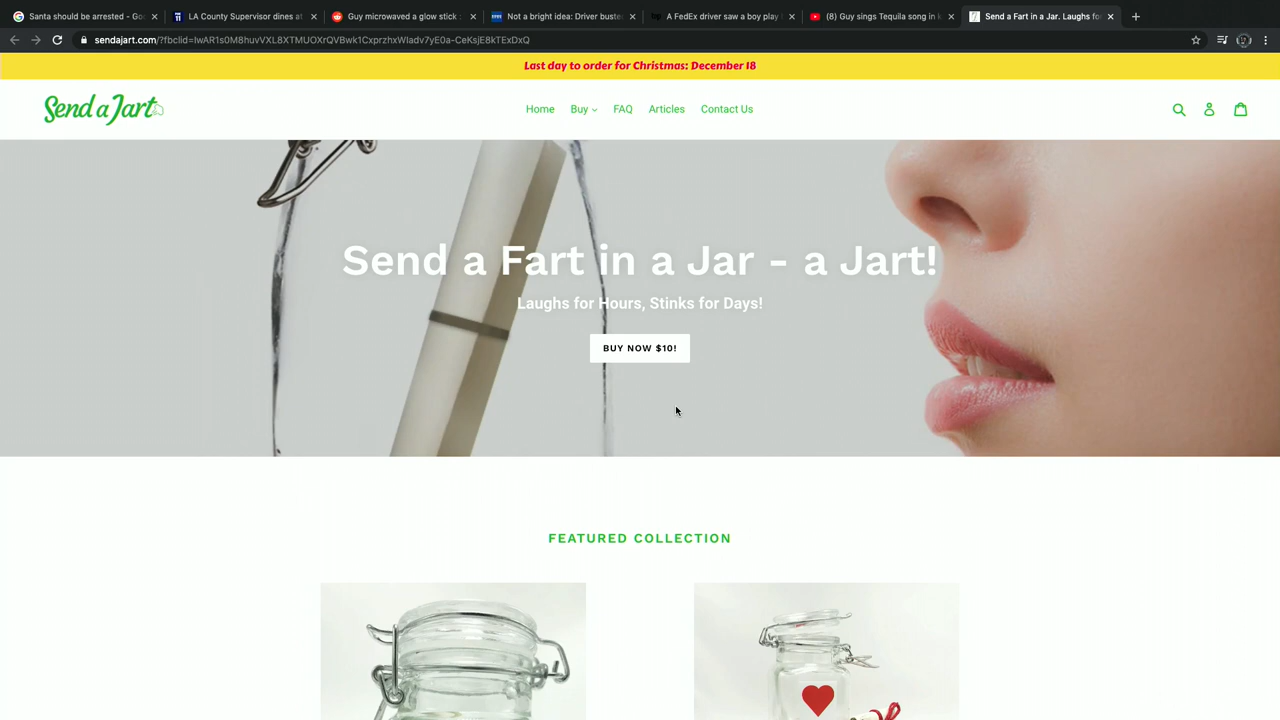 Santa should be arrested - Goo
LA County Supervisor dines at
Guy microwaved a glow stick
Not a bright idea: Driver buste
A FedEx driver saw a boy play
(8) Guy sings Tequila song in k
Send a Fart in a Jar. Laughs fo
sendajart.com/?fbclid=
Last day to order for Christmas: December 18
Send a Jart
Home
Buy
FAQ
Articles
Contact Us
Send a Fart in a Jar - a Jart!
Laughs for Hours, Stinks for Days!
BUY NOW $10!
FEATURED COLLECTION